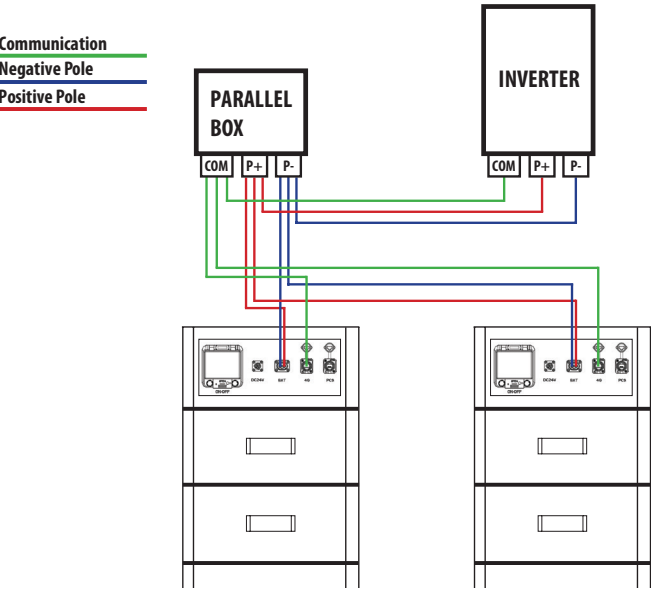 Communication
Negative Pole
Positive Pole
PARALLEL
BOX
INVERTER
COM P+ P-
COM P+ P-
DC24V BAT 4G PCS
ON-OFF
DC24V BAT 4G PCS
ON-OFF